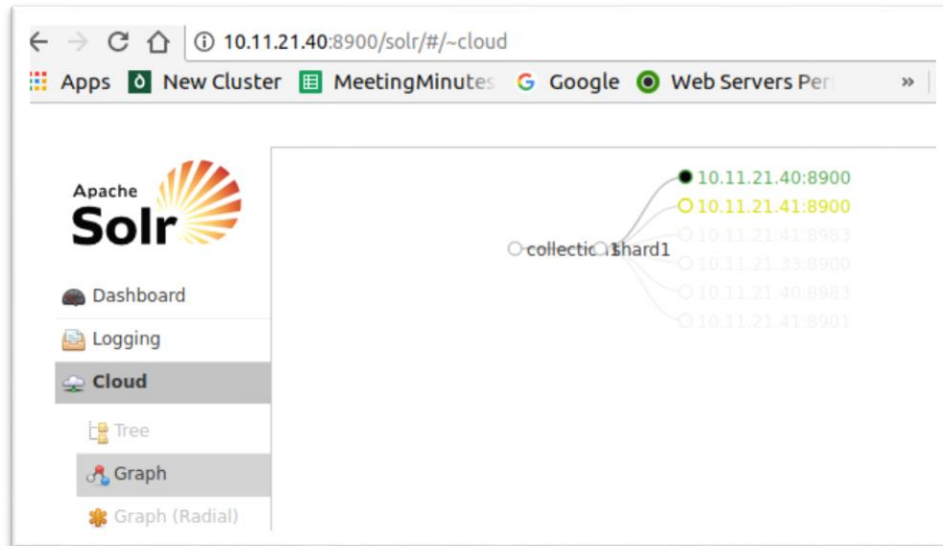 10.11.21.40:8900/solr/#/~cloud
Apps New Cluster MeetingMinutes Google Web Servers Per »
Apache
Solr
Dashboard
Logging
Cloud
Tree
Graph
Graph (Radial)
collection1 shard1
10.11.21.40:8900
10.11.21.41:8900
10.11.21.41:8983
10.11.21.33:8900
10.11.21.40:8983
10.11.21.41:8901